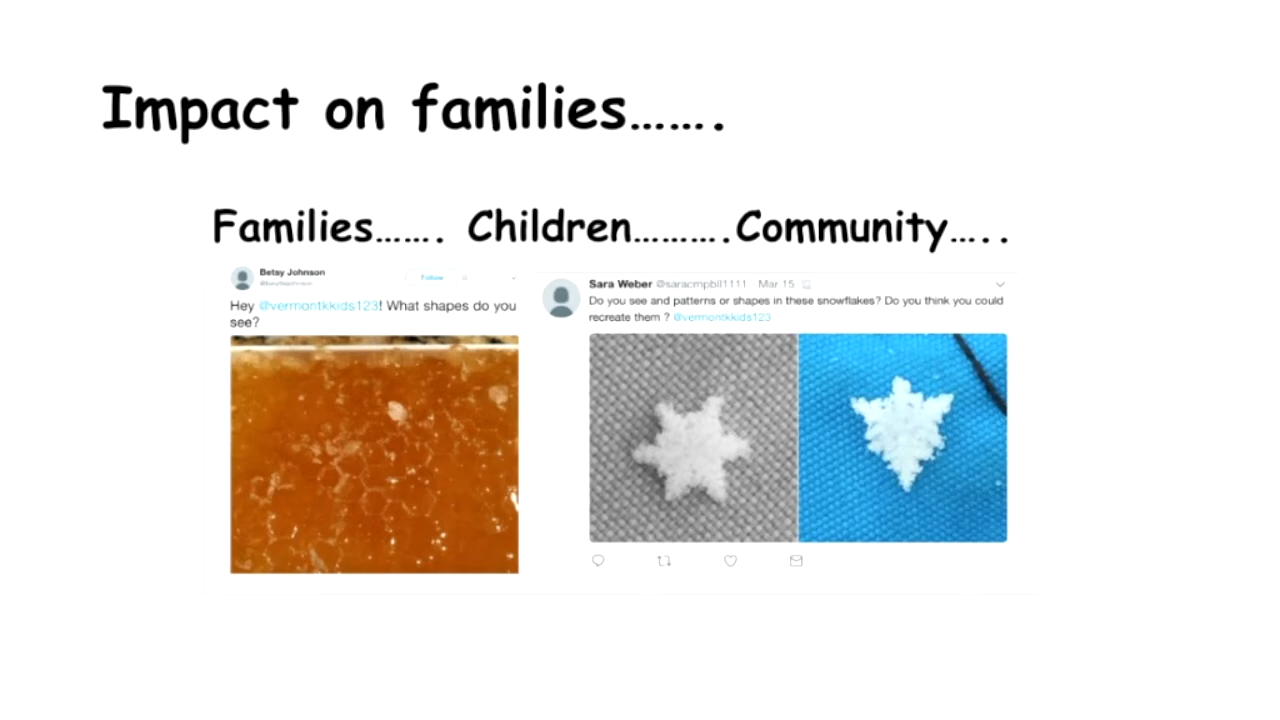 Impact on families…….
Families……. Children……….Community…..
Betsy Johnson
Follow
Hey @vermontkkids123! What shapes do you
see?
Sara Weber @saracmpbll1111 Mar 15
Do you see and patterns or shapes in these snowflakes? Do you think you could
recreate them ? @vermontkkids123